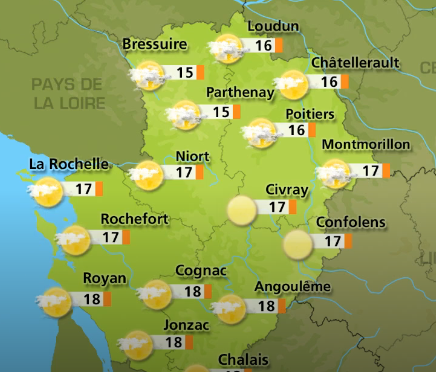 Loudun
16
Bressuire
15
Châtellerault
16
PAYS DE
LA LOIRE
Parthenay
15
Poitiers
16
Montmorillon
17
La Rochelle
17
Niort
17
Civray
17
Rochefort
17
Confolens
17
Royan
18
Cognac
18
Angoulême
18
Jonzac
18
Chalais